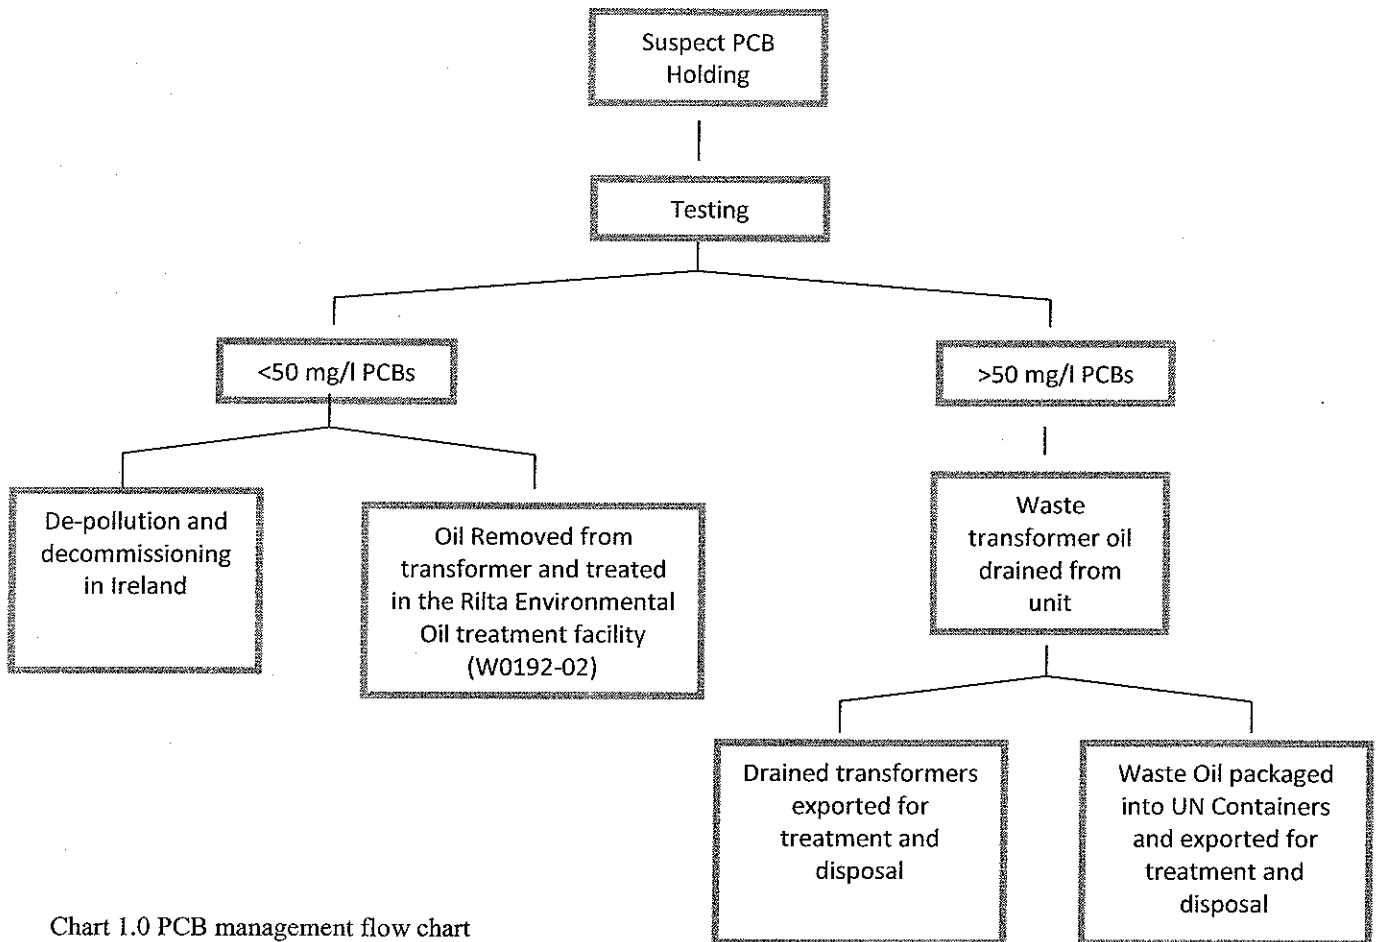 Suspect PCB
Holding
Testing
<50 mg/l PCBs
>50 mg/l PCBs
De-pollution and
decommissioning
in Ireland
Oil Removed from
transformer and treated
in the Rilta Environmental
Oil treatment facility
(W0192-02)
Waste
transformer oil
drained from
unit
Drained transformers
exported for
treatment and
disposal
Waste Oil packaged
into UN Containers
and exported for
treatment and
disposal
Chart 1.0 PCB management flow chart